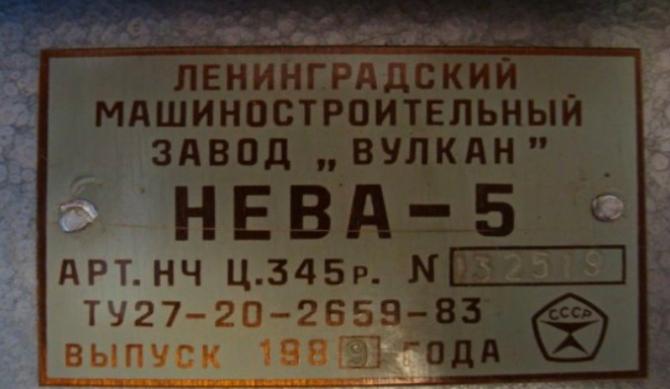 ЛЕНИНГРАДСКИЙ
МАШИНОСТРОИТЕЛЬНЫЙ
ЗАВОД „ВУЛКАН”
НЕВА-5
АРТ. НЧ Ц.345р. N 032519
ТУ27-20-2659-83
СССР
ВЫПУСК 1989 ГОДА